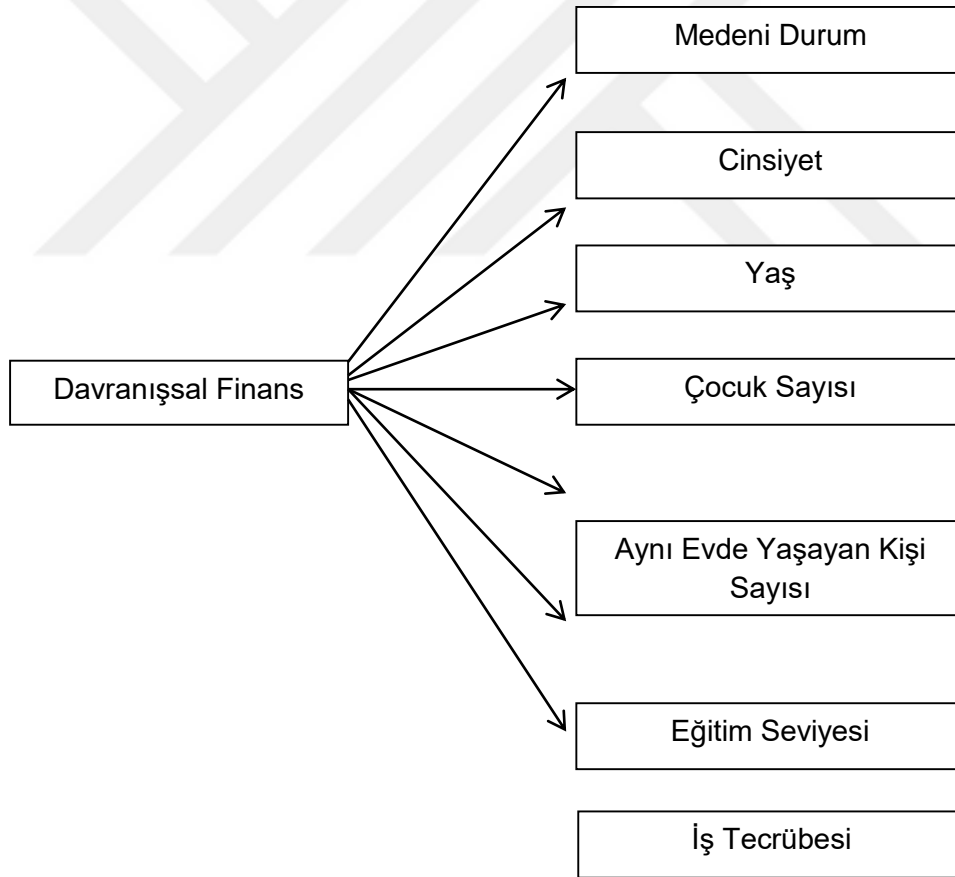 Medeni Durum
Cinsiyet
Yaş
Davranışsal Finans
Çocuk Sayısı
Aynı Evde Yaşayan Kişi
Sayısı
Eğitim Seviyesi
İş Tecrübesi